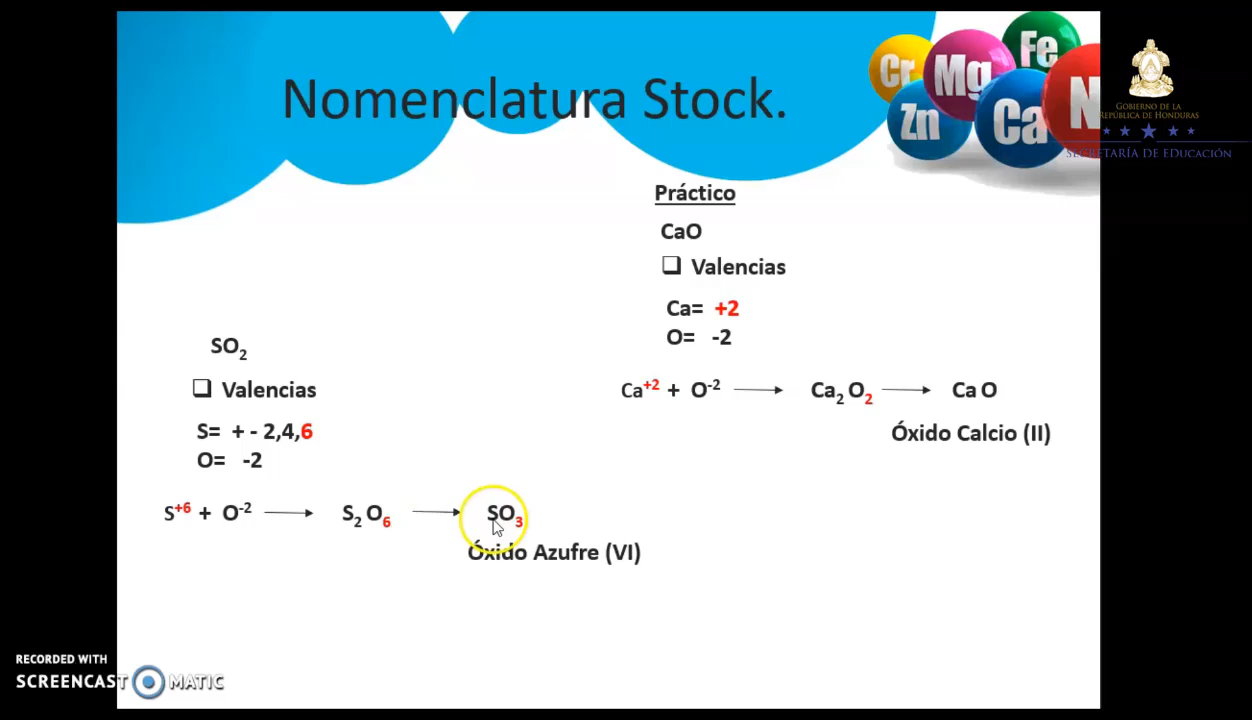 Nomenclatura Stock.
Cr
Mg
Fe
Zn
Ca
N
GOBIERNO DE LA
REPÚBLICA DE HONDURAS
SECRETARÍA DE EDUCACIÓN
Práctico
CaO
❑ Valencias
Ca= +2
O= -2
Ca+2 + O-2 → Ca2 O2 → Ca O
Óxido Calcio (II)
SO2
❑ Valencias
S= + - 2,4,6
O= -2
S+6 + O-2 → S2 O6 → SO3
Óxido Azufre (VI)
RECORDED WITH
SCREENCAST MATIC